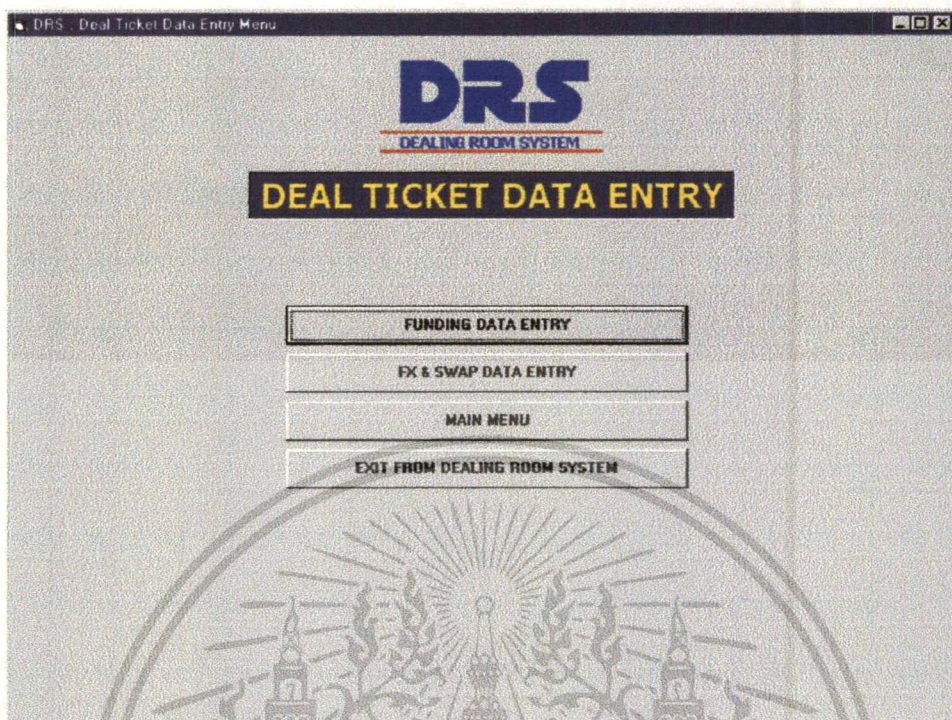 DRS : Deal Ticket Data Entry Menu
DRS
DEALING ROOM SYSTEM
DEAL TICKET DATA ENTRY
FUNDING DATA ENTRY
FX & SWAP DATA ENTRY
MAIN MENU
EXIT FROM DEALING ROOM SYSTEM